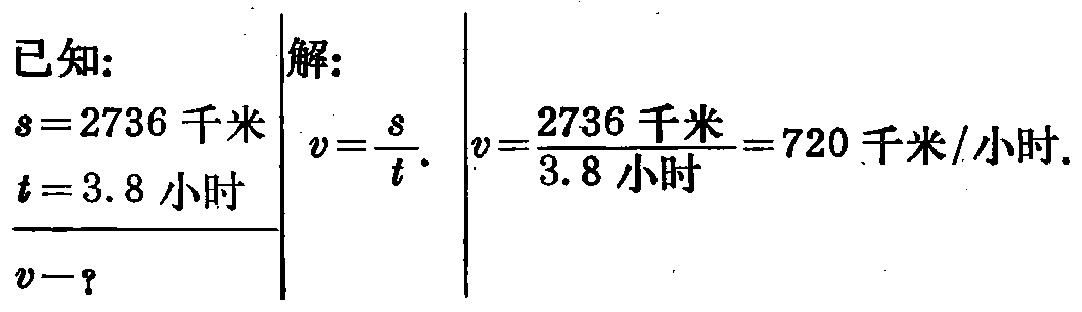 已知:
s=2736 千米
t=3.8 小时
v—?
解:
v=s/t.
v=2736 千米/3.8 小时=720 千米/小时.